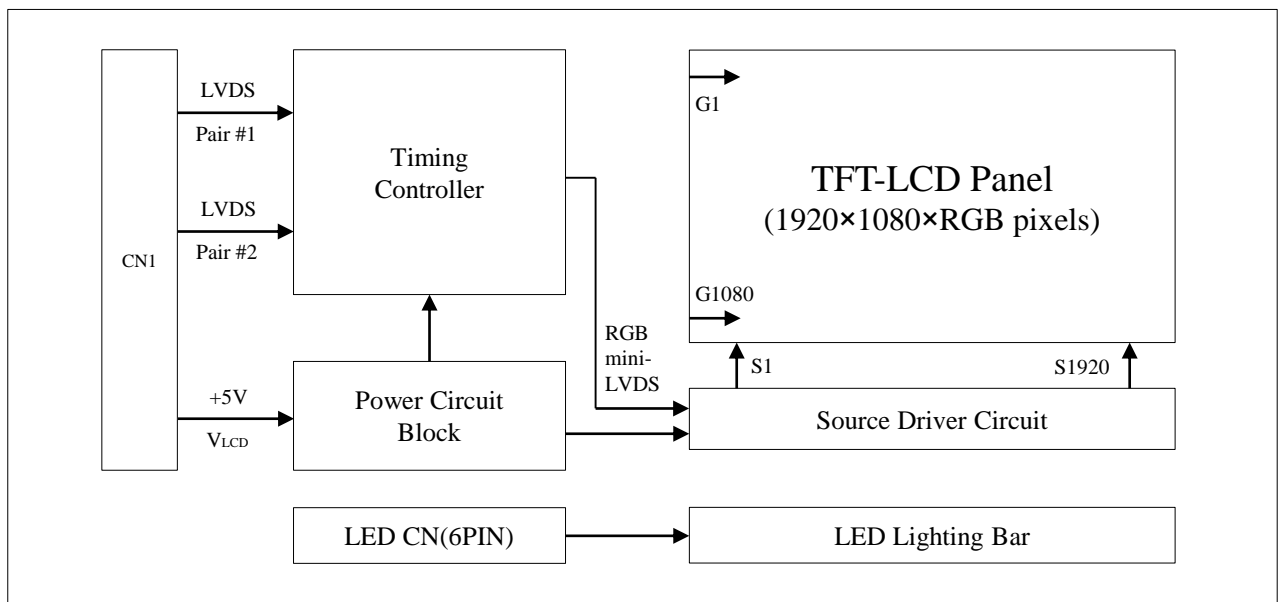 CN1
LVDS
Pair #1
LVDS
Pair #2
+5V
VLCD
Timing
Controller
Power Circuit
Block
RGB
mini-
LVDS
G1
TFT-LCD Panel
(1920×1080×RGB pixels)
G1080
S1
S1920
Source Driver Circuit
LED CN(6PIN)
LED Lighting Bar